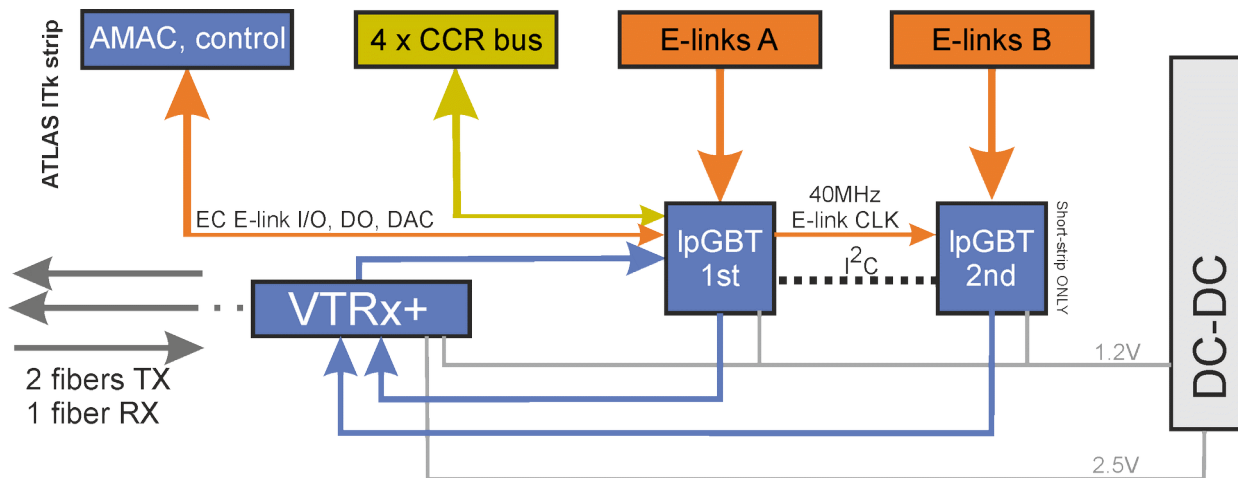 ATLAS ITk strip
AMAC, control
4 x CCR bus
E-links A
E-links B
EC E-link I/O, DO, DAC
40MHz
E-link CLK
lpGBT
1st
I²C
lpGBT
2nd
Short-strip ONLY
VTRx+
DC-DC
1.2V
2 fibers TX
1 fiber RX
2.5V